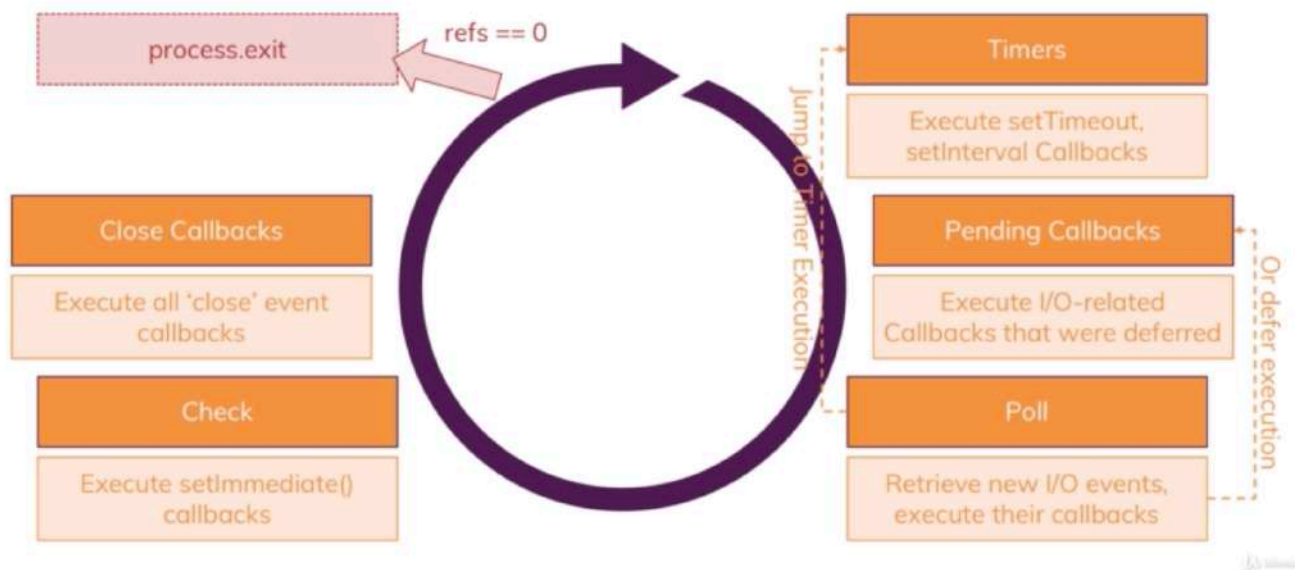 process.exit
refs == 0
Timers
Execute setTimeout,
setInterval Callbacks
Jump to Timer Execution
Close Callbacks
Execute all ‘close’ event
callbacks
Pending Callbacks
Execute I/O-related
Callbacks that were deferred
Or defer execution
Check
Execute setImmediate()
callbacks
Poll
Retrieve new I/O events,
execute their callbacks